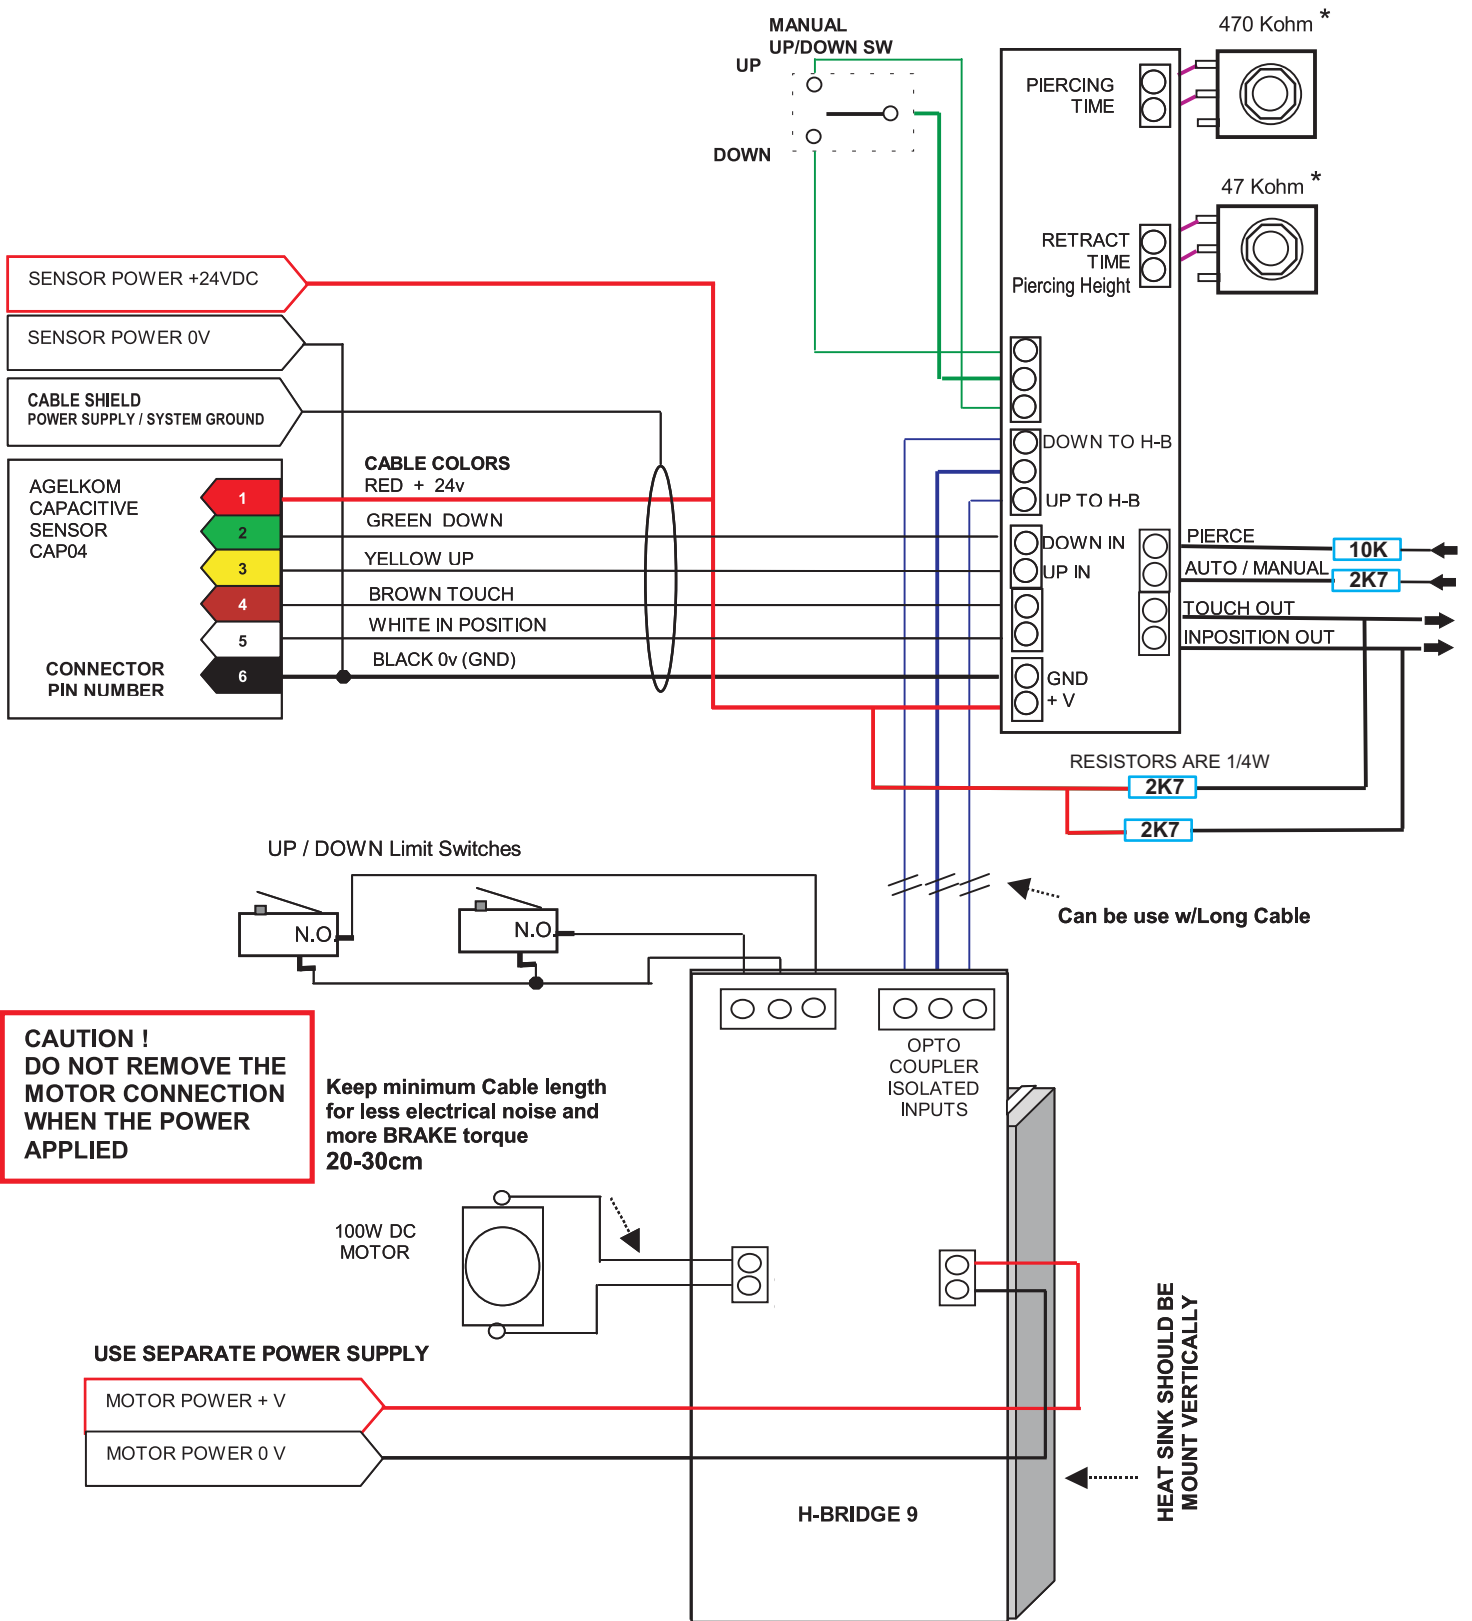 470 Kohm *
MANUAL
UP/DOWN SW
UP
DOWN
PIERCING
TIME
47 Kohm *
RETRACT
TIME
Piercing Height
SENSOR POWER +24VDC
SENSOR POWER 0V
CABLE SHIELD
POWER SUPPLY / SYSTEM GROUND
AGELKOM
CAPACITIVE
SENSOR
CAP04
1
2
3
4
5
6
CONNECTOR
PIN NUMBER
CABLE COLORS
RED + 24v
GREEN DOWN
YELLOW UP
BROWN TOUCH
WHITE IN POSITION
BLACK 0v (GND)
DOWN TO H-B
UP TO H-B
DOWN IN
UP IN
GND
+ V
PIERCE
10K
AUTO / MANUAL
2K7
TOUCH OUT
INPOSITION OUT
RESISTORS ARE 1/4W
2K7
2K7
UP / DOWN Limit Switches
N.O.
N.O.
Can be use w/Long Cable
CAUTION !
DO NOT REMOVE THE
MOTOR CONNECTION
WHEN THE POWER
APPLIED
Keep minimum Cable length
for less electrical noise and
more BRAKE torque
20-30cm
OPTO
COUPLER
ISOLATED
INPUTS
100W DC
MOTOR
USE SEPARATE POWER SUPPLY
MOTOR POWER + V
MOTOR POWER 0 V
HEAT SINK SHOULD BE
MOUNT VERTICALLY
H-BRIDGE 9